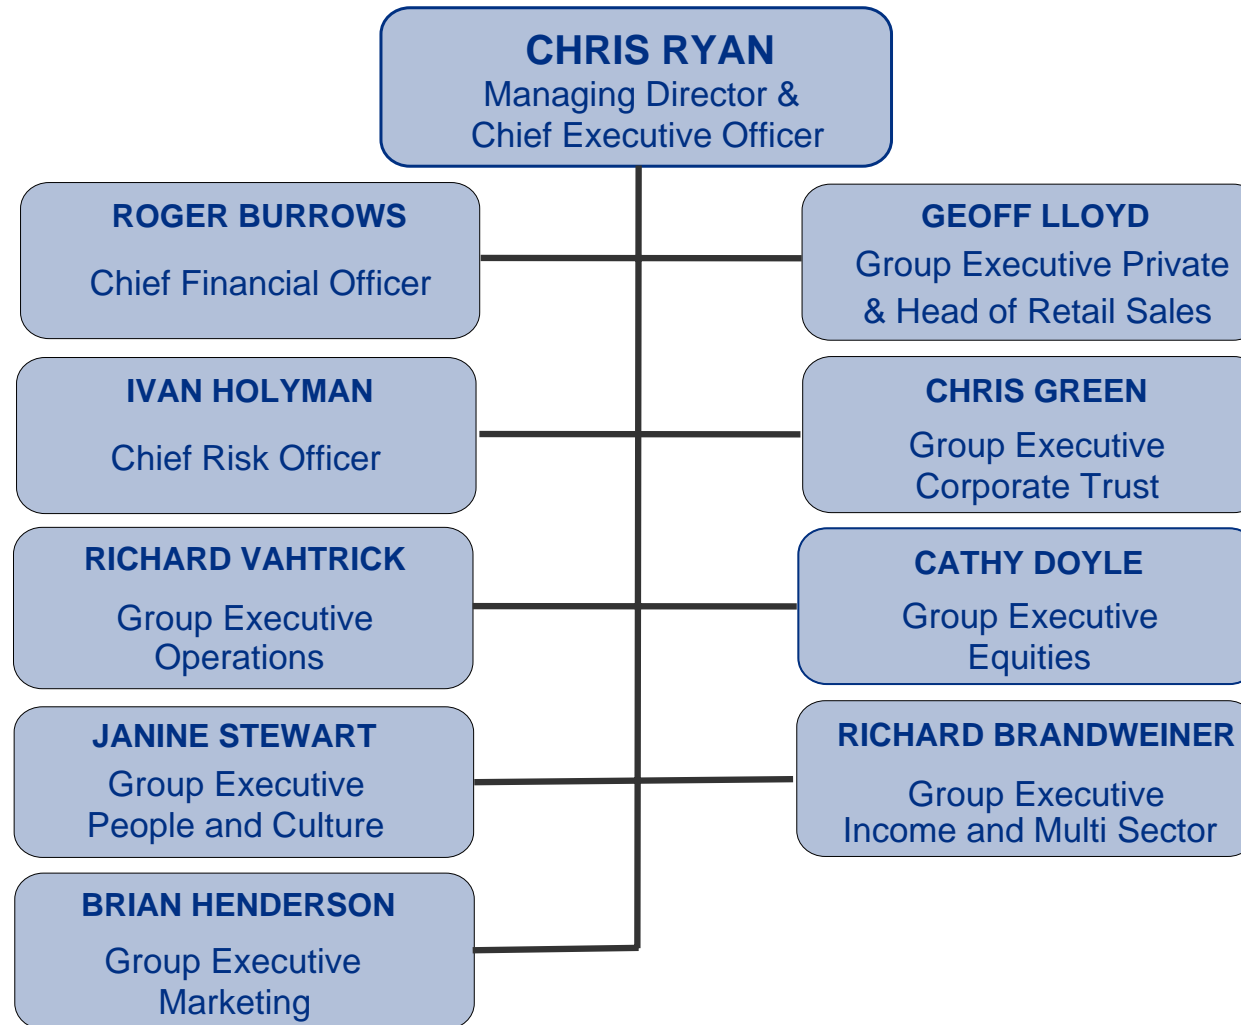 CHRIS RYAN
Managing Director &
Chief Executive Officer
ROGER BURROWS
Chief Financial Officer
GEOFF LLOYD
Group Executive Private
& Head of Retail Sales
IVAN HOLYMAN
Chief Risk Officer
CHRIS GREEN
Group Executive
Corporate Trust
RICHARD VAHTRICK
Group Executive
Operations
CATHY DOYLE
Group Executive
Equities
JANINE STEWART
Group Executive
People and Culture
RICHARD BRANDWEINER
Group Executive
Income and Multi Sector
BRIAN HENDERSON
Group Executive
Marketing